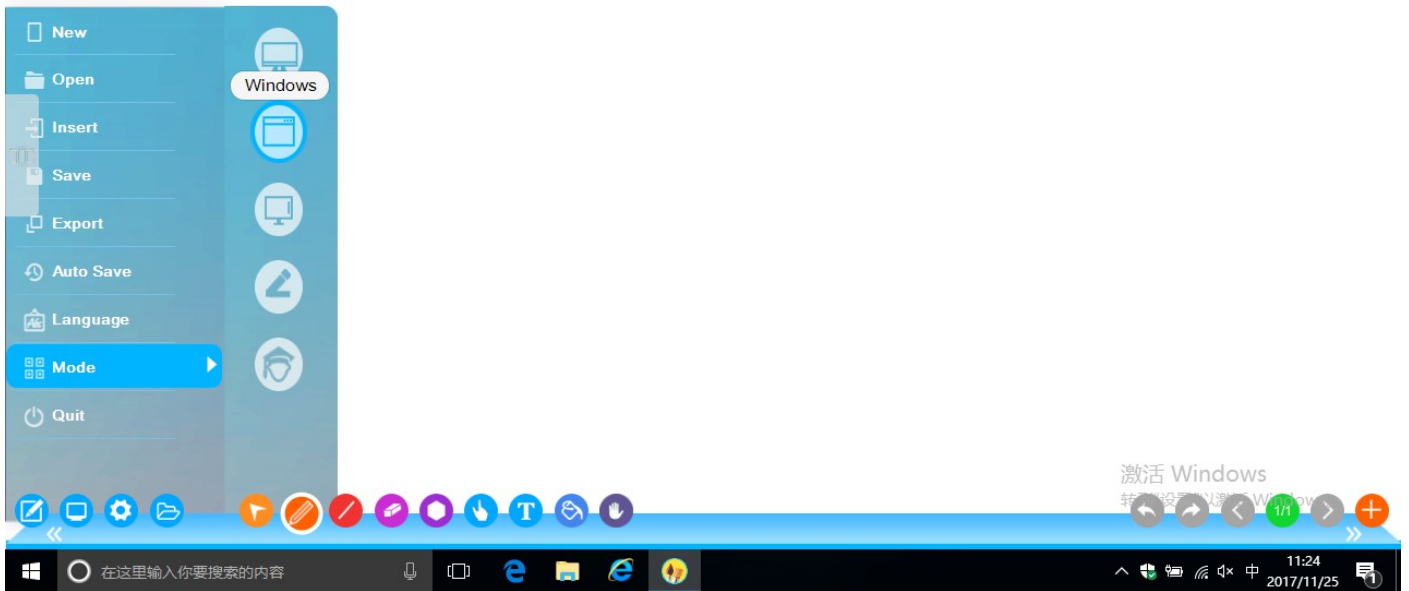 New
Open
Windows
Insert
Save
Export
Auto Save
Language
Mode
Quit
激活 Windows
T
1/1
在这里输入你要搜索的内容
中
11:24
2017/11/25
1